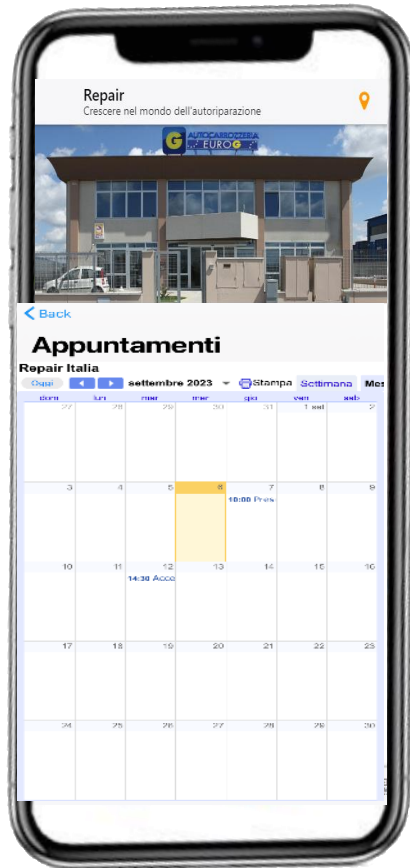 Repair
Crescere nel mondo dell'autoriparazione
G AUTOCARROZZERIA
EUROG
Back
Appuntamenti
Repair Italia
Oggi settembre 2023 Stampa Settimana Mes
dom lun mar mer gio ven sab
27 28 29 30 31 1 set 2
3 4 5 6 7 8 9
10:00 Pres
10 11 12 13 14 15 16
14:30 Acce
17 18 19 20 21 22 23
24 25 26 27 28 29 30